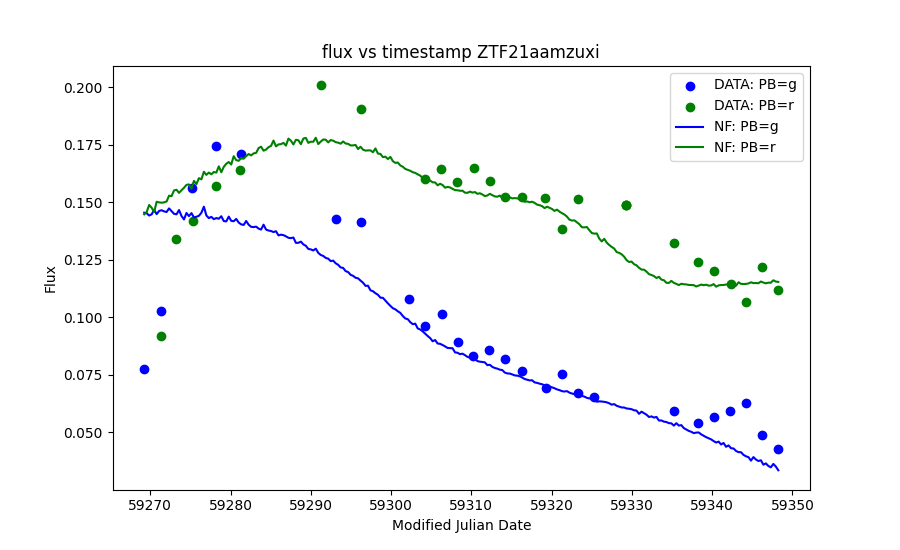 flux vs timestamp ZTF21aamzuxi
DATA: PB=g
DATA: PB=r
NF: PB=g
NF: PB=r
0.200
0.175
0.150
0.125
0.100
0.075
0.050
Flux
59270 59280 59290 59300 59310 59320 59330 59340 59350
Modified Julian Date